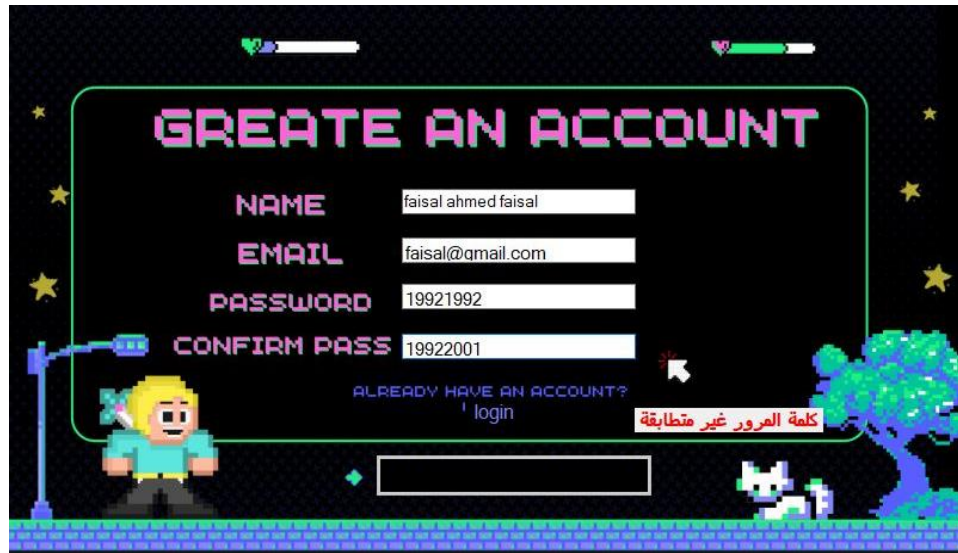 GREATE AN ACCOUNT
NAME faisal ahmed faisal
EMAIL faisal@gmail.com
PASSWORD 19921992
CONFIRM PASS 19922001
ALREADY HAVE AN ACCOUNT?
login
كلمة المرور غير متطابقة